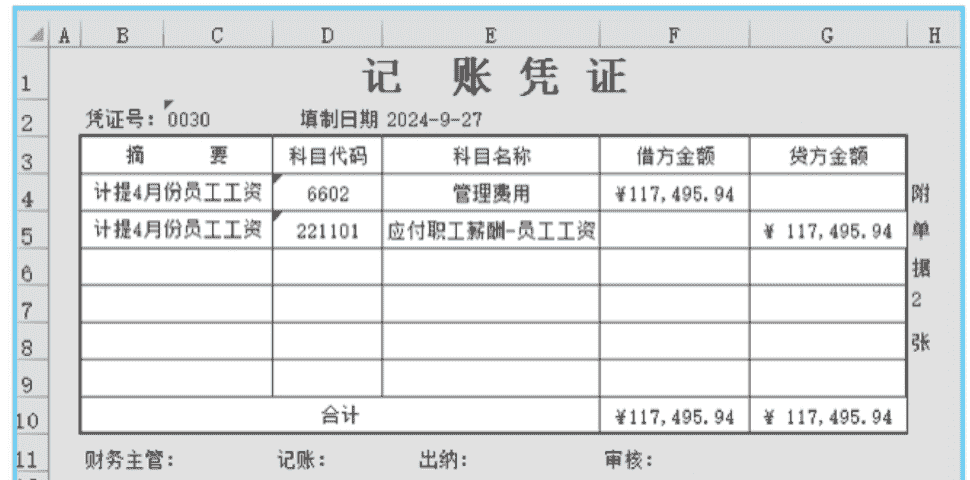 A B C D E F G H
1 记 账 凭 证
2 凭证号： 0030 填制日期 2024-9-27
3 摘 要 科目代码 科目名称 借方金额 贷方金额
4 计提4月份员工工资 6602 管理费用 ¥117,495.94 附
5 计提4月份员工工资 221101 应付职工薪酬-员工工资 ¥ 117,495.94 单
6 据
7 2
8 张
9
10 合计 ¥117,495.94 ¥ 117,495.94
11 财务主管： 记账： 出纳： 审核：